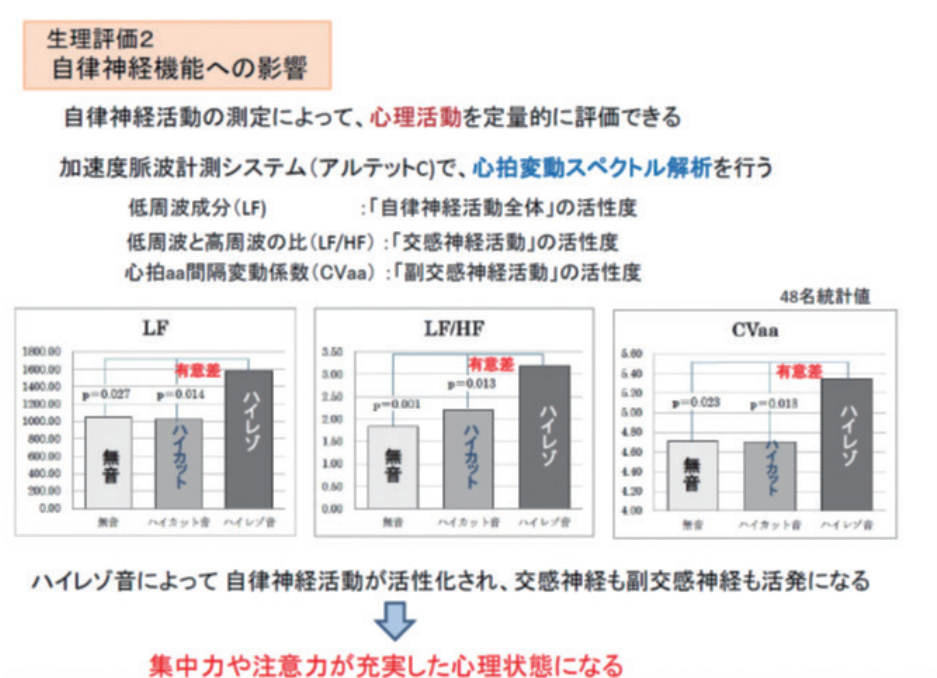 生理評価2
自律神経機能への影響
自律神経活動の測定によって、心理活動を定量的に評価できる
加速度脈波計測システム(アルテットC)で、心拍変動スペクトル解析を行う
低周波成分(LF) :「自律神経活動全体」の活性度
低周波と高周波の比(LF/HF) :「交感神経活動」の活性度
心拍aa間隔変動係数(CVaa) :「副交感神経活動」の活性度
48名統計値
LF
1800.00
1600.00
1400.00
1200.00
1000.00
800.00
600.00
400.00
200.00
0.00
有意差
p=0.027
p=0.014
無音
ハイカット
ハイレゾ
無音 ハイカット音 ハイレゾ音
LF/HF
3.50
3.00
2.50
2.00
1.50
1.00
0.50
0.00
有意差
p=0.001
p=0.013
無音
ハイカット
ハイレゾ
無音 ハイカット音 ハイレゾ音
CVaa
5.60
5.40
5.00
4.80
4.60
4.40
4.20
4.00
有意差
p=0.023
p=0.013
無音
ハイカット
ハイレゾ
無音 ハイカット音 ハイレゾ音
ハイレゾ音によって 自律神経活動が活性化され、交感神経も副交感神経も活発になる
集中力や注意力が充実した心理状態になる